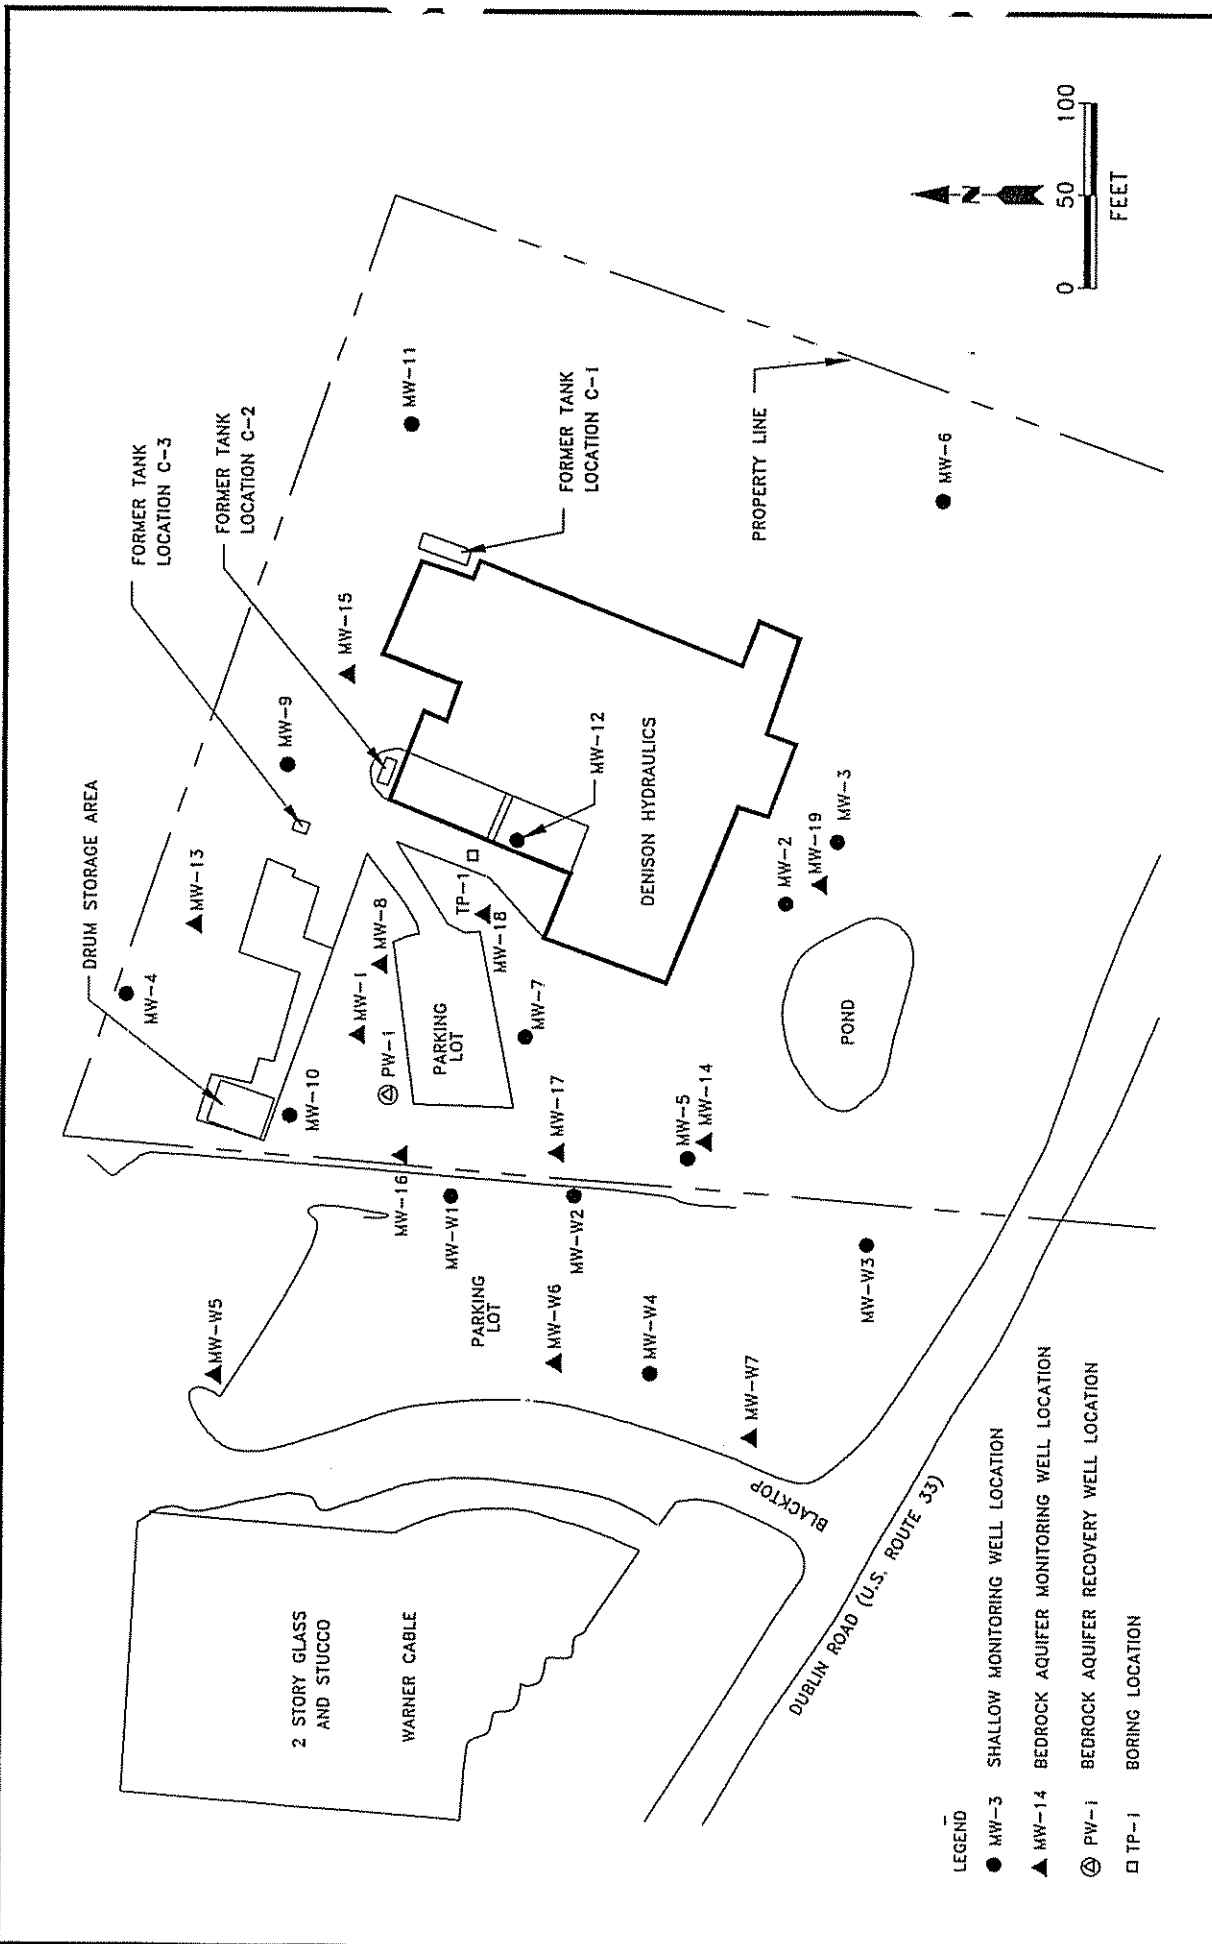 DRUM STORAGE AREA
FORMER TANK
LOCATION C-3
FORMER TANK
LOCATION C-2
FORMER TANK
LOCATION C-1
MW-4
MW-13
MW-9
MW-15
MW-11
MW-10
MW-1
MW-8
PW-1
PARKING
LOT
TP-1
MW-18
MW-12
DENISON HYDRAULICS
MW-7
MW-17
MW-5
MW-14
MW-2
MW-19
MW-3
POND
PROPERTY LINE
MW-6
N
0
50
100
FEET
MW-16
MW-W1
MW-W2
MW-W5
PARKING
LOT
MW-W6
MW-W4
MW-W3
MW-W7
BLACKTOP
DUBLIN ROAD (U.S. ROUTE 33)
2 STORY GLASS
AND STUCCO
WARNER CABLE
LEGEND
MW-3 SHALLOW MONITORING WELL LOCATION
MW-14 BEDROCK AQUIFER MONITORING WELL LOCATION
PW-1 BEDROCK AQUIFER RECOVERY WELL LOCATION
TP-1 BORING LOCATION